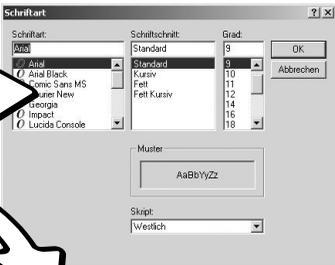 Schriftart
Schriftart: Schriftschnitt: Grad:
Arial Standard 9 OK
Arial Standard 9 Abbrechen
Arial Black Kursiv 10
Comic Sans MS Fett 11
Courier New Fett Kursiv 12
Georgia 14
Impact 16
Lucida Console 18
Muster
AaBbYyZz
Skript:
Westlich